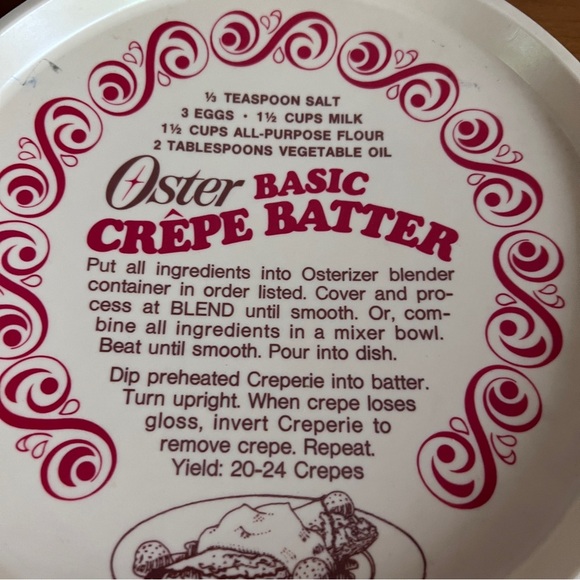 ⅓ TEASPOON SALT
3 EGGS • 1½ CUPS MILK
1½ CUPS ALL-PURPOSE FLOUR
2 TABLESPOONS VEGETABLE OIL
Oster BASIC
CRÊPE BATTER
Put all ingredients into Osterizer blender
container in order listed. Cover and pro-
cess at BLEND until smooth. Or, com-
bine all ingredients in a mixer bowl.
Beat until smooth. Pour into dish.
Dip preheated Creperie into batter.
Turn upright. When crepe loses
gloss, invert Creperie to
remove crepe. Repeat.
Yield: 20-24 Crepes